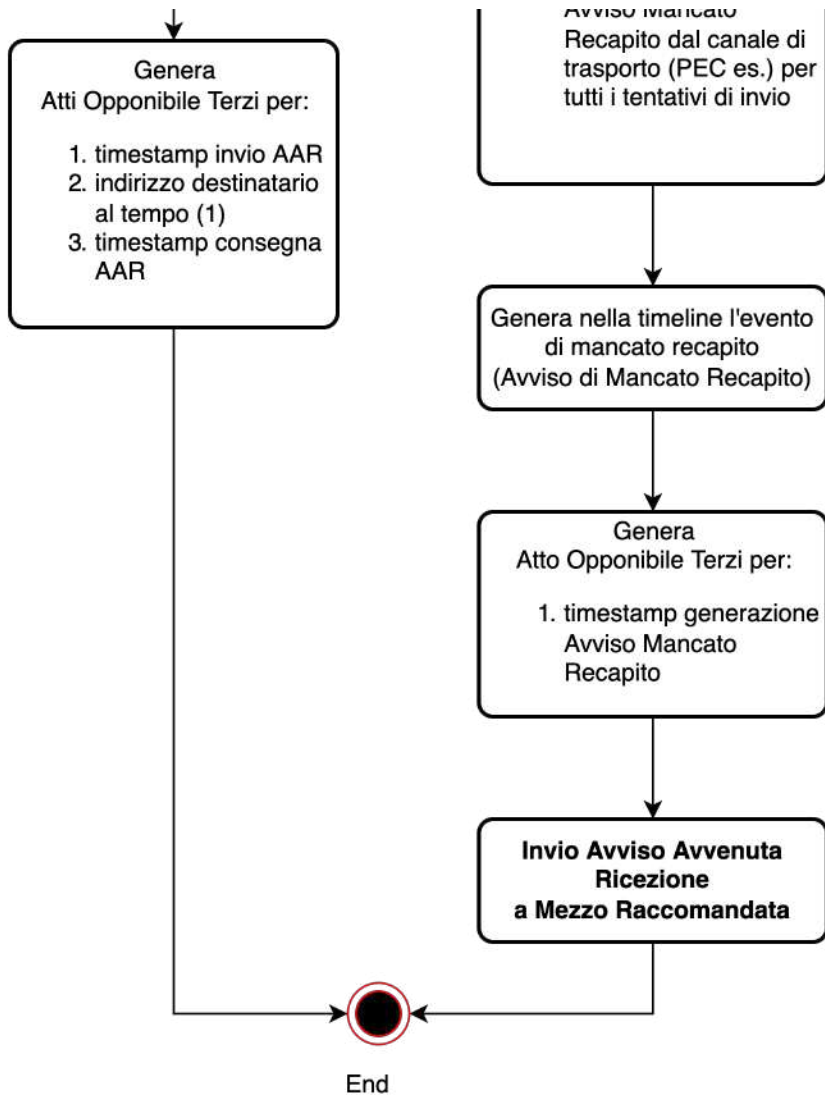 Genera
Atti Opponibile Terzi per:
1. timestamp invio AAR
2. indirizzo destinatario
al tempo (1)
3. timestamp consegna
AAR
Avviso Mancato
Recapito dal canale di
trasporto (PEC es.) per
tutti i tentativi di invio
Genera nella timeline l'evento
di mancato recapito
(Avviso di Mancato Recapito)
Genera
Atto Opponibile Terzi per:
1. timestamp generazione
Avviso Mancato
Recapito
Invio Avviso Avvenuta
Ricezione
a Mezzo Raccomandata
End